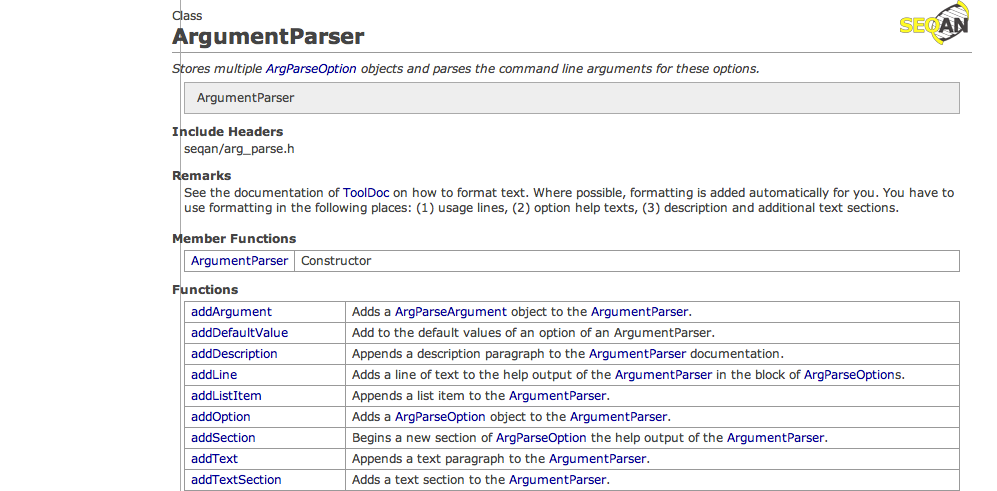 Class
ArgumentParser
SEQAN
Stores multiple ArgParseOption objects and parses the command line arguments for these options.
ArgumentParser
Include Headers
seqan/arg_parse.h
Remarks
See the documentation of ToolDoc on how to format text. Where possible, formatting is added automatically for you. You have to
use formatting in the following places: (1) usage lines, (2) option help texts, (3) description and additional text sections.
Member Functions
ArgumentParser Constructor
Functions
addArgument Adds a ArgParseArgument object to the ArgumentParser.
addDefaultValue Add to the default values of an option of an ArgumentParser.
addDescription Appends a description paragraph to the ArgumentParser documentation.
addLine Adds a line of text to the help output of the ArgumentParser in the block of ArgParseOptions.
addListItem Appends a list item to the ArgumentParser.
addOption Adds a ArgParseOption object to the ArgumentParser.
addSection Begins a new section of ArgParseOption the help output of the ArgumentParser.
addText Appends a text paragraph to the ArgumentParser.
addTextSection Adds a text section to the ArgumentParser.